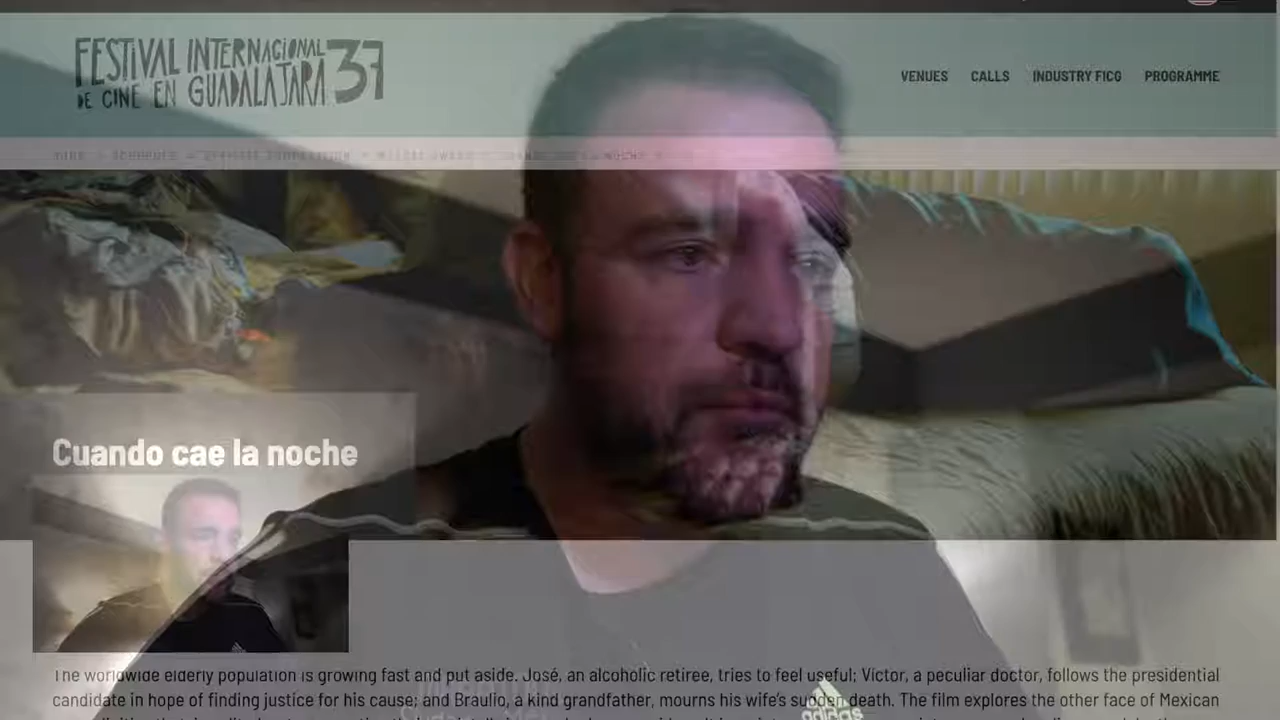 FESTIVAL INTERNACIONAL
DE CINE EN GUADALAJARA 37
VENUES CALLS INDUSTRY FICG PROGRAMME
Cuando cae la noche
The worldwide elderly population is growing fast and put aside. José, an alcoholic retiree, tries to feel useful; Víctor, a peculiar doctor, follows the presidential
candidate in hope of finding justice for his cause; and Braulio, a kind grandfather, mourns his wife's sudden death. The film explores the other face of Mexican
adidas